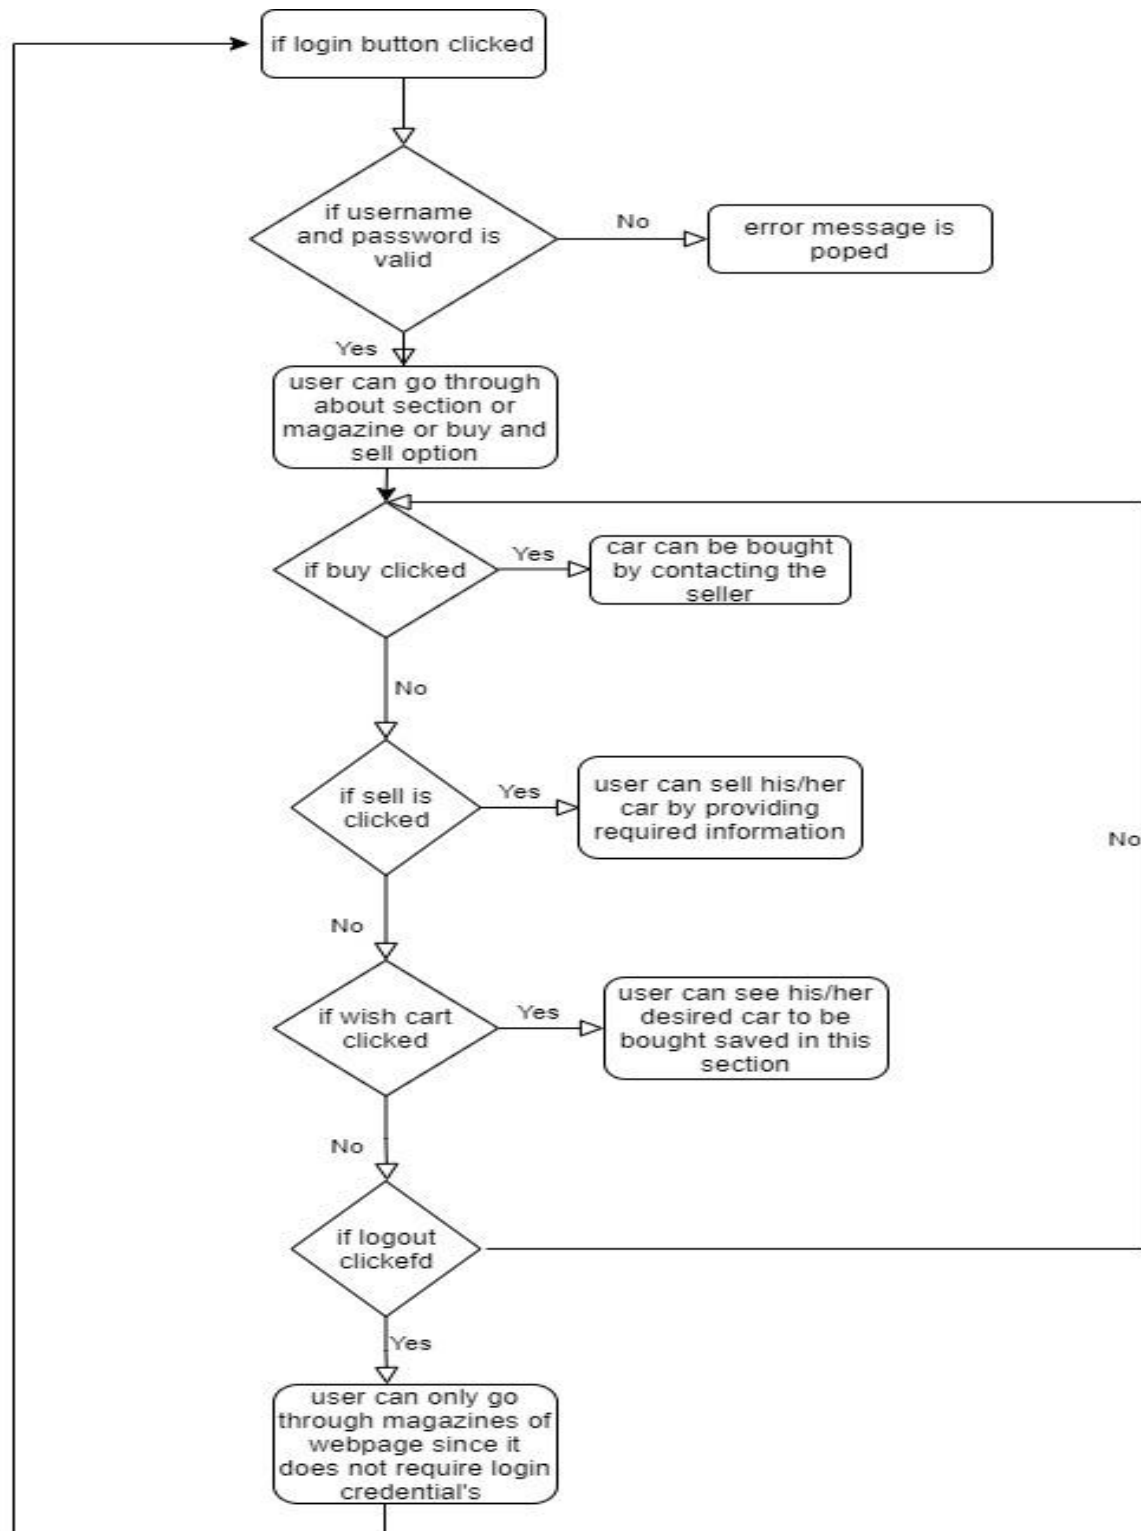 if login button clicked
if username
and password is
valid
No
error message is
poped
Yes
user can go through
about section or
magazine or buy and
sell option
if buy clicked
Yes
car can be bought
by contacting the
seller
No
if sell is
clicked
Yes
user can sell his/her
car by providing
required information
No
No
if wish cart
clicked
Yes
user can see his/her
desired car to be
bought saved in this
section
No
if logout
clickefd
Yes
user can only go
through magazines of
webpage since it
does not require login
credential's